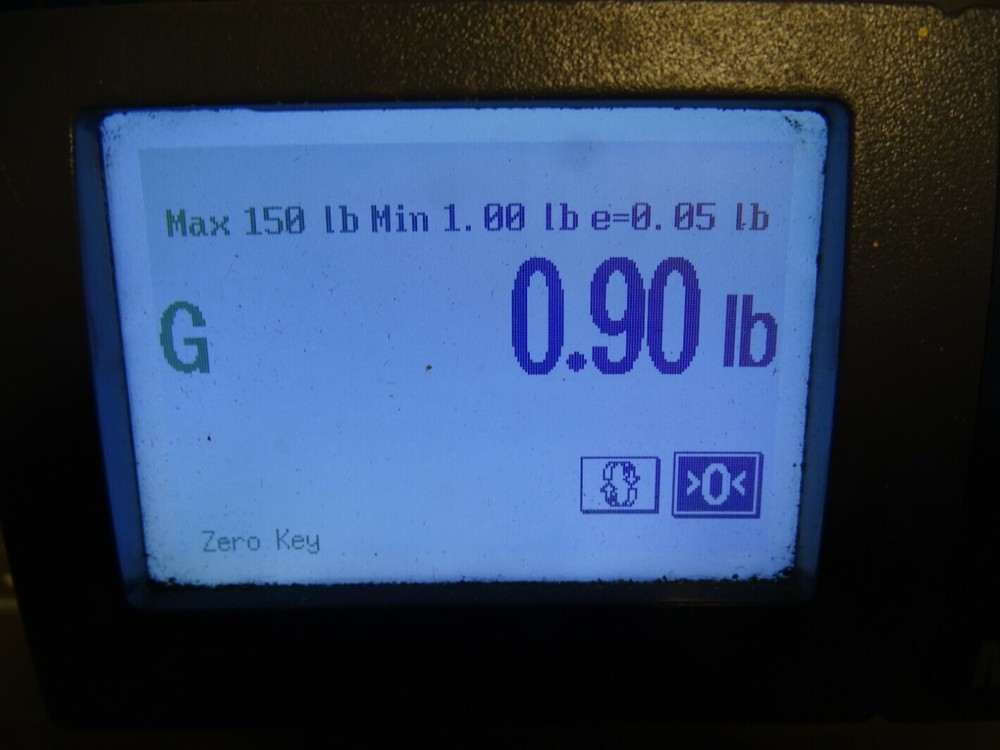 Max 150 lb Min 1.00 lb e=0.05 lb
G 0.90 lb
>0<
Zero Key